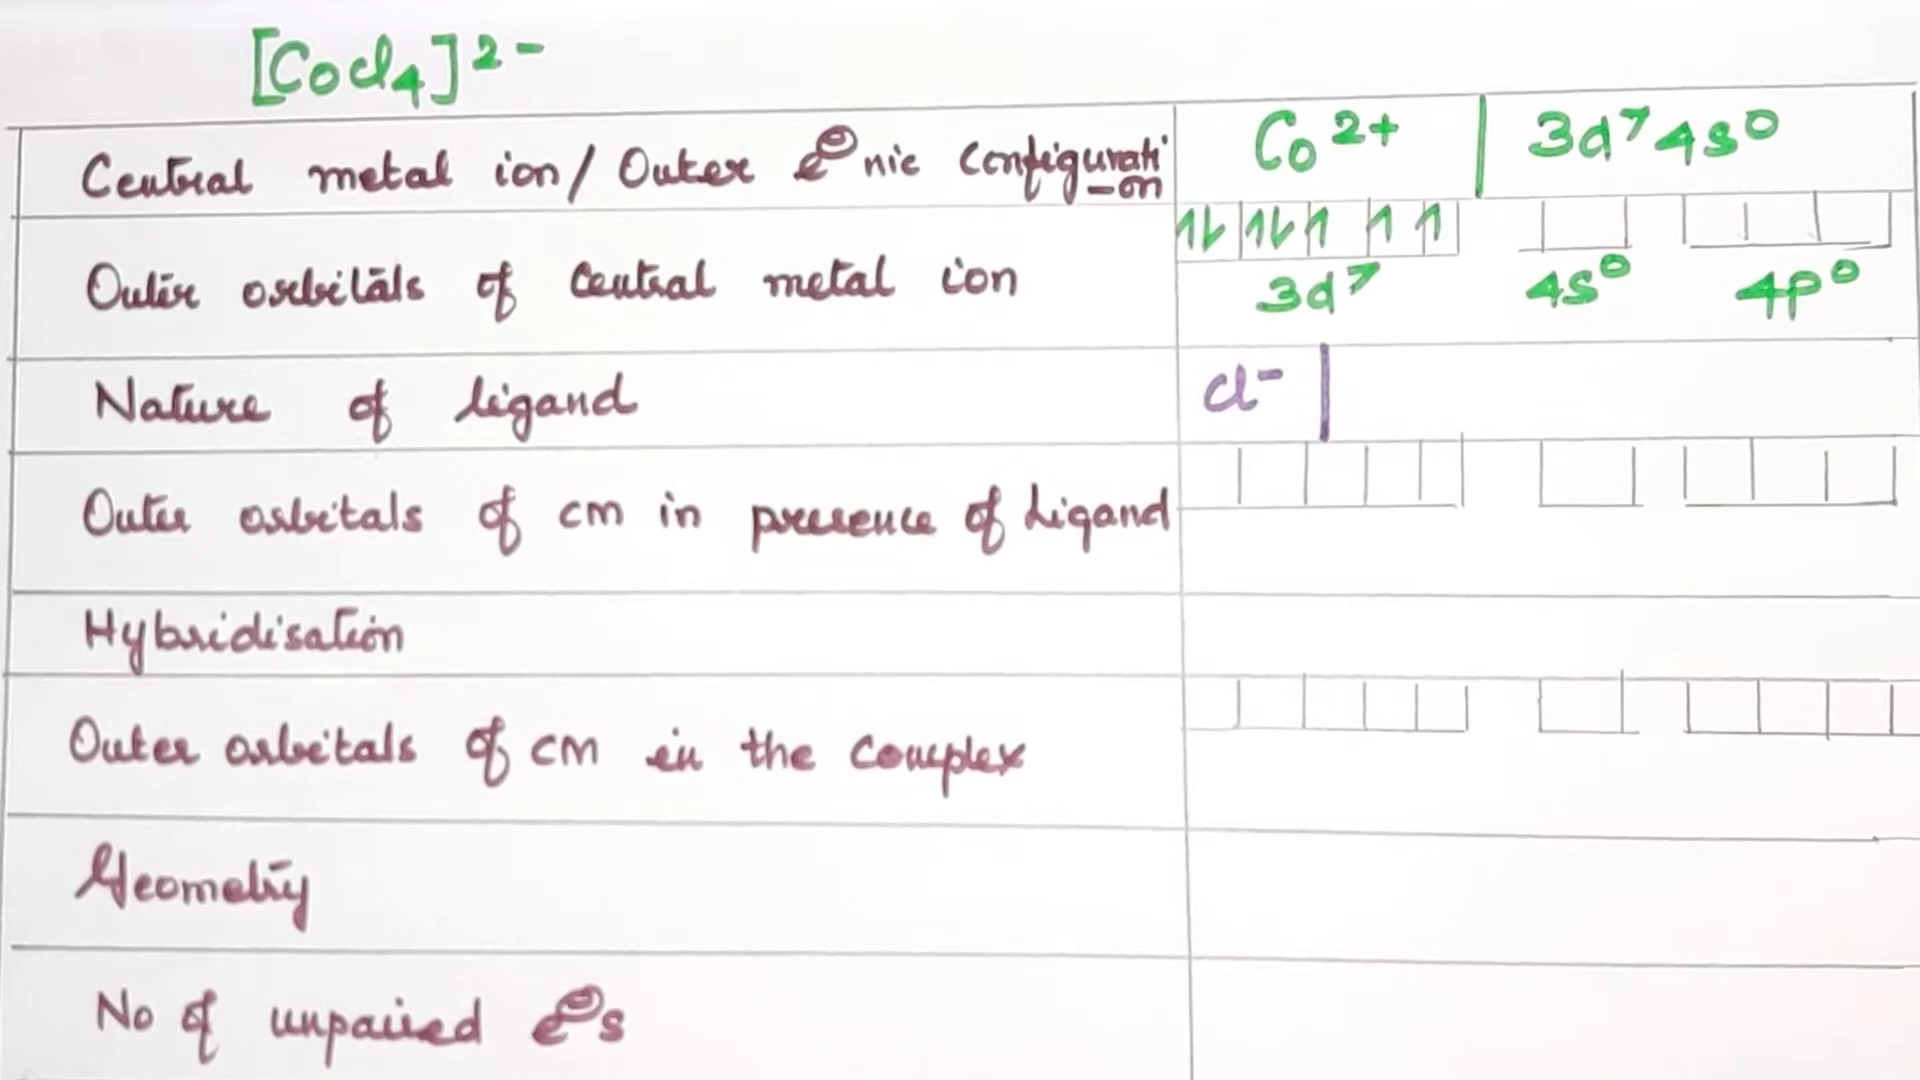 [CoCl4]2-
Central metal ion/ Outer e⊖nic Configurati-on Co2+ | 3d7 4s0
Outer orbitals of Central metal ion 3d7 4s0 4p0
Nature of ligand Cl- |
Outer orbitals of CM in presence of Ligand
Hybridisation
Outer orbitals of CM in the Complex
Geometry
No of unpaired e⊖s